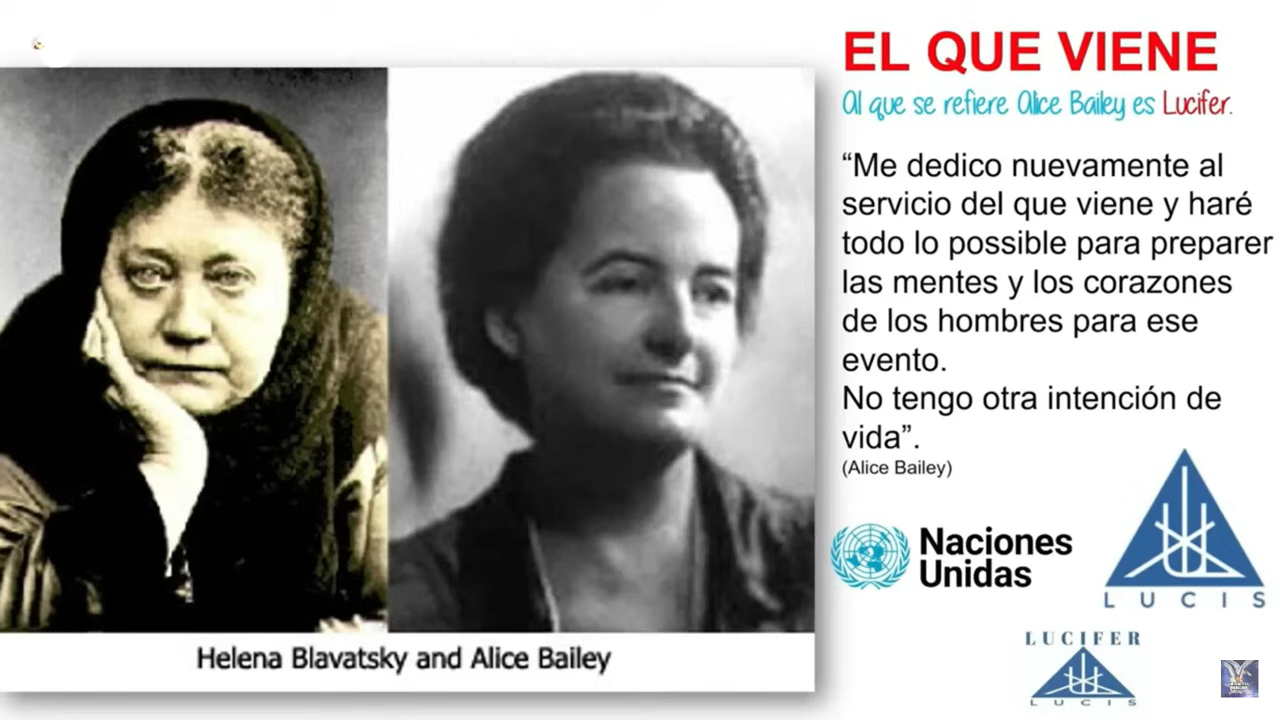 EL QUE VIENE
Al que se refiere Alice Bailey es Lucifer.
“Me dedico nuevamente al
servicio del que viene y haré
todo lo possible para preparer
las mentes y los corazones
de los hombres para ese
evento.
No tengo otra intención de
vida”.
(Alice Bailey)
Naciones
Unidas
LUCIS
LUCIFER
LUCIS
Helena Blavatsky and Alice Bailey